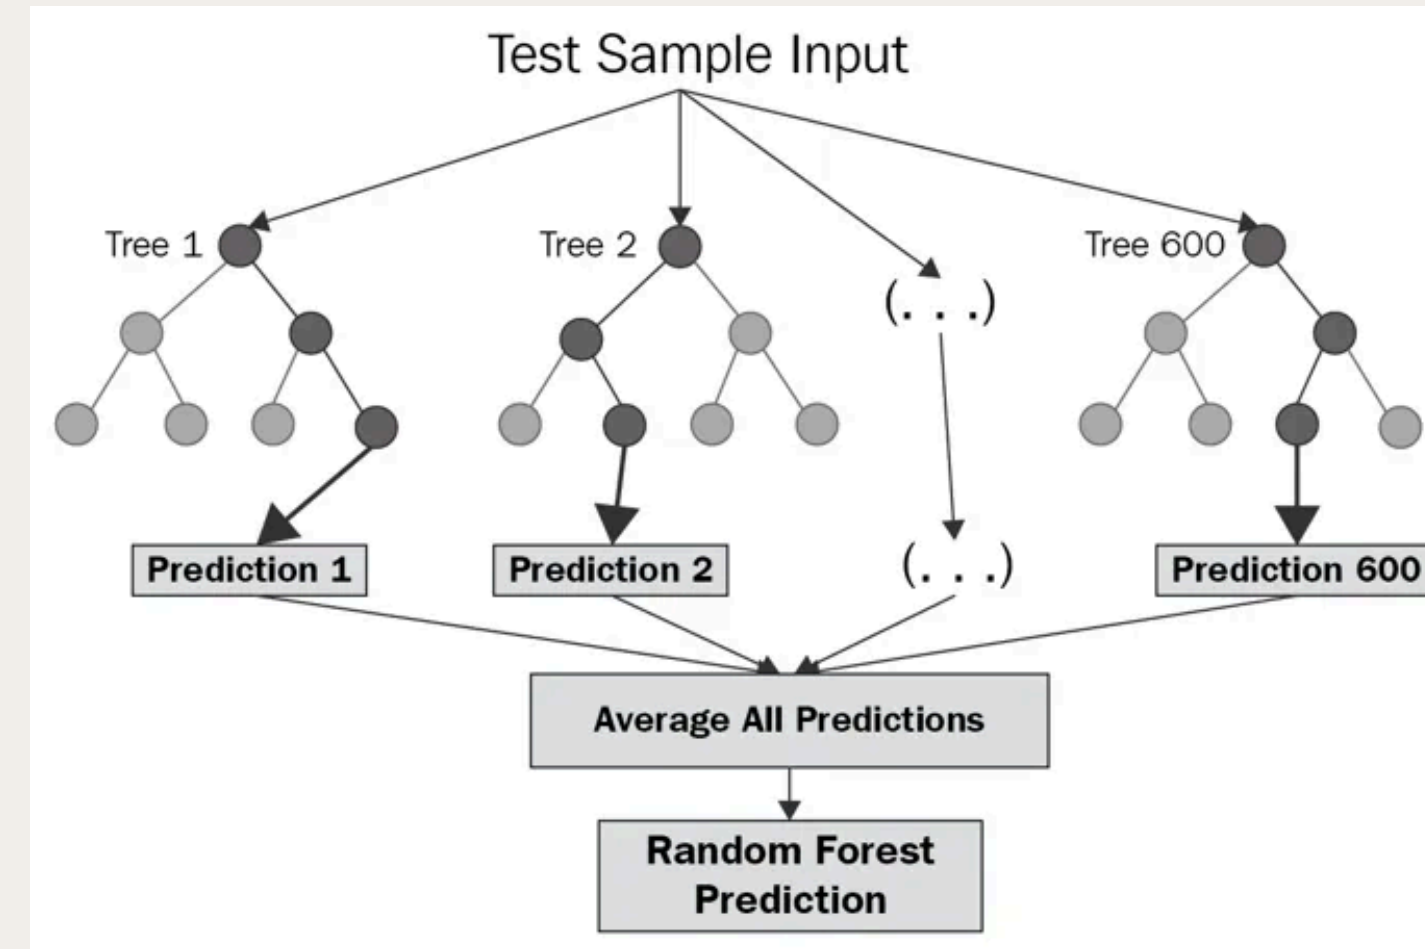 Test Sample Input
Tree 1
Tree 2
Tree 600
(. . .)
Prediction 1
Prediction 2
(. . .)
Prediction 600
Average All Predictions
Random Forest
Prediction